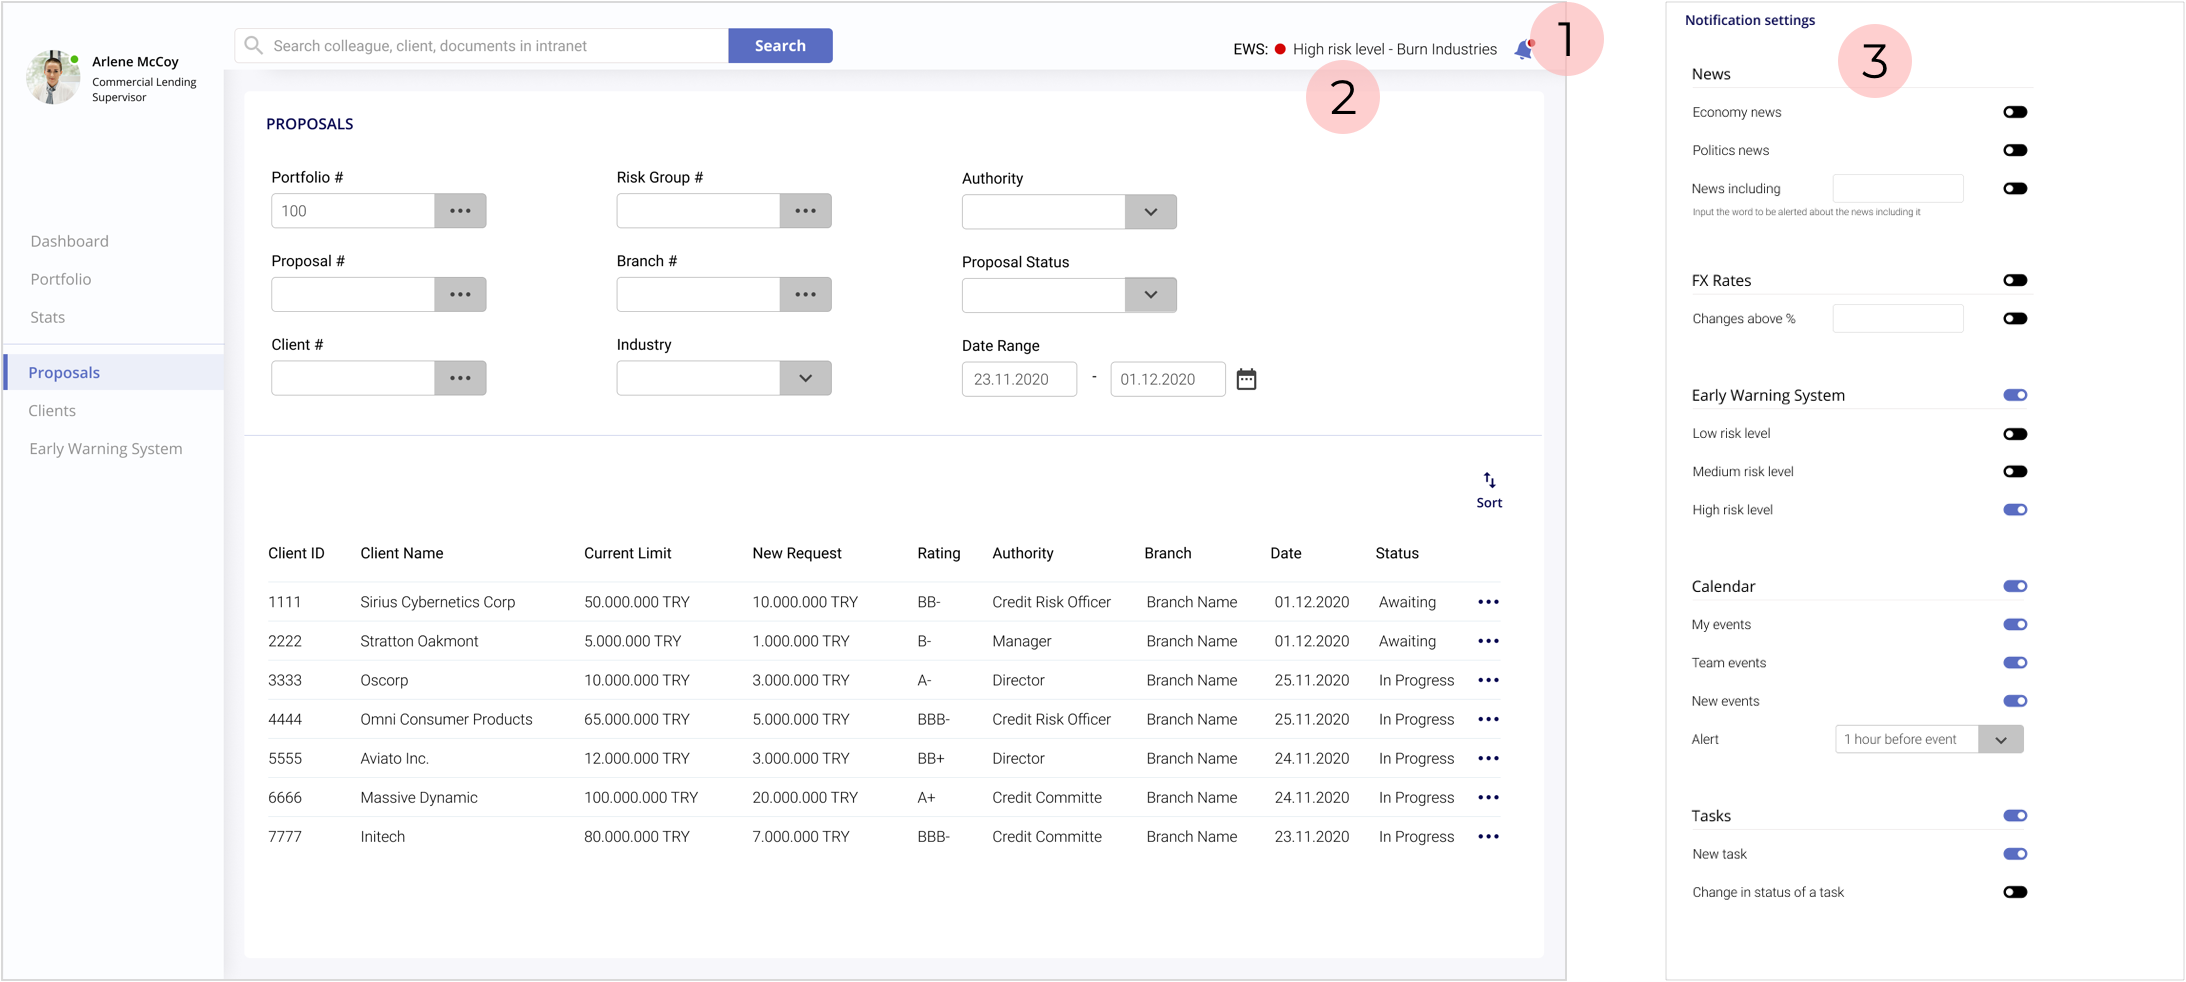 Arlene McCoy
Commercial Lending
Supervisor
Search colleague, client, documents in intranet
Search
EWS: High risk level - Burn Industries
1
2
Dashboard
Portfolio
Stats
Proposals
Clients
Early Warning System
PROPOSALS
Portfolio # Risk Group # Authority
100
Proposal # Branch # Proposal Status
Client # Industry Date Range
23.11.2020 - 01.12.2020
Sort
Client ID Client Name Current Limit New Request Rating Authority Branch Date Status
1111 Sirius Cybernetics Corp 50.000.000 TRY 10.000.000 TRY BB- Credit Risk Officer Branch Name 01.12.2020 Awaiting
2222 Stratton Oakmont 5.000.000 TRY 1.000.000 TRY B- Manager Branch Name 01.12.2020 Awaiting
3333 Oscorp 10.000.000 TRY 3.000.000 TRY A- Director Branch Name 25.11.2020 In Progress
4444 Omni Consumer Products 65.000.000 TRY 5.000.000 TRY BBB- Credit Risk Officer Branch Name 25.11.2020 In Progress
5555 Aviato Inc. 12.000.000 TRY 3.000.000 TRY BB+ Director Branch Name 24.11.2020 In Progress
6666 Massive Dynamic 100.000.000 TRY 20.000.000 TRY A+ Credit Committe Branch Name 24.11.2020 In Progress
7777 Initech 80.000.000 TRY 7.000.000 TRY BBB- Credit Committe Branch Name 23.11.2020 In Progress
Notification settings
3
News
Economy news
Politics news
News including
Input the word to be alerted about the news including it
FX Rates
Changes above %
Early Warning System
Low risk level
Medium risk level
High risk level
Calendar
My events
Team events
New events
Alert 1 hour before event
Tasks
New task
Change in status of a task